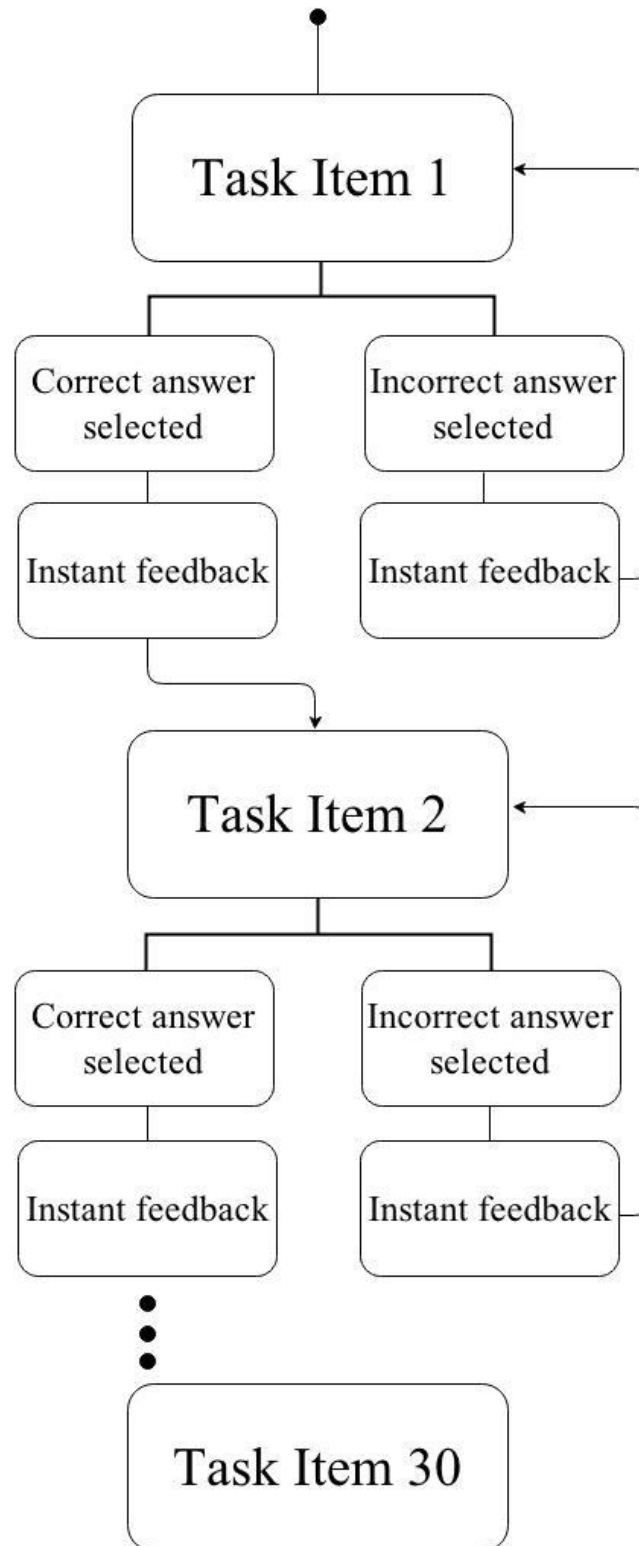 Task Item 1
Correct answer
selected
Incorrect answer
selected
Instant feedback
Instant feedback
Task Item 2
Correct answer
selected
Incorrect answer
selected
Instant feedback
Instant feedback
Task Item 30